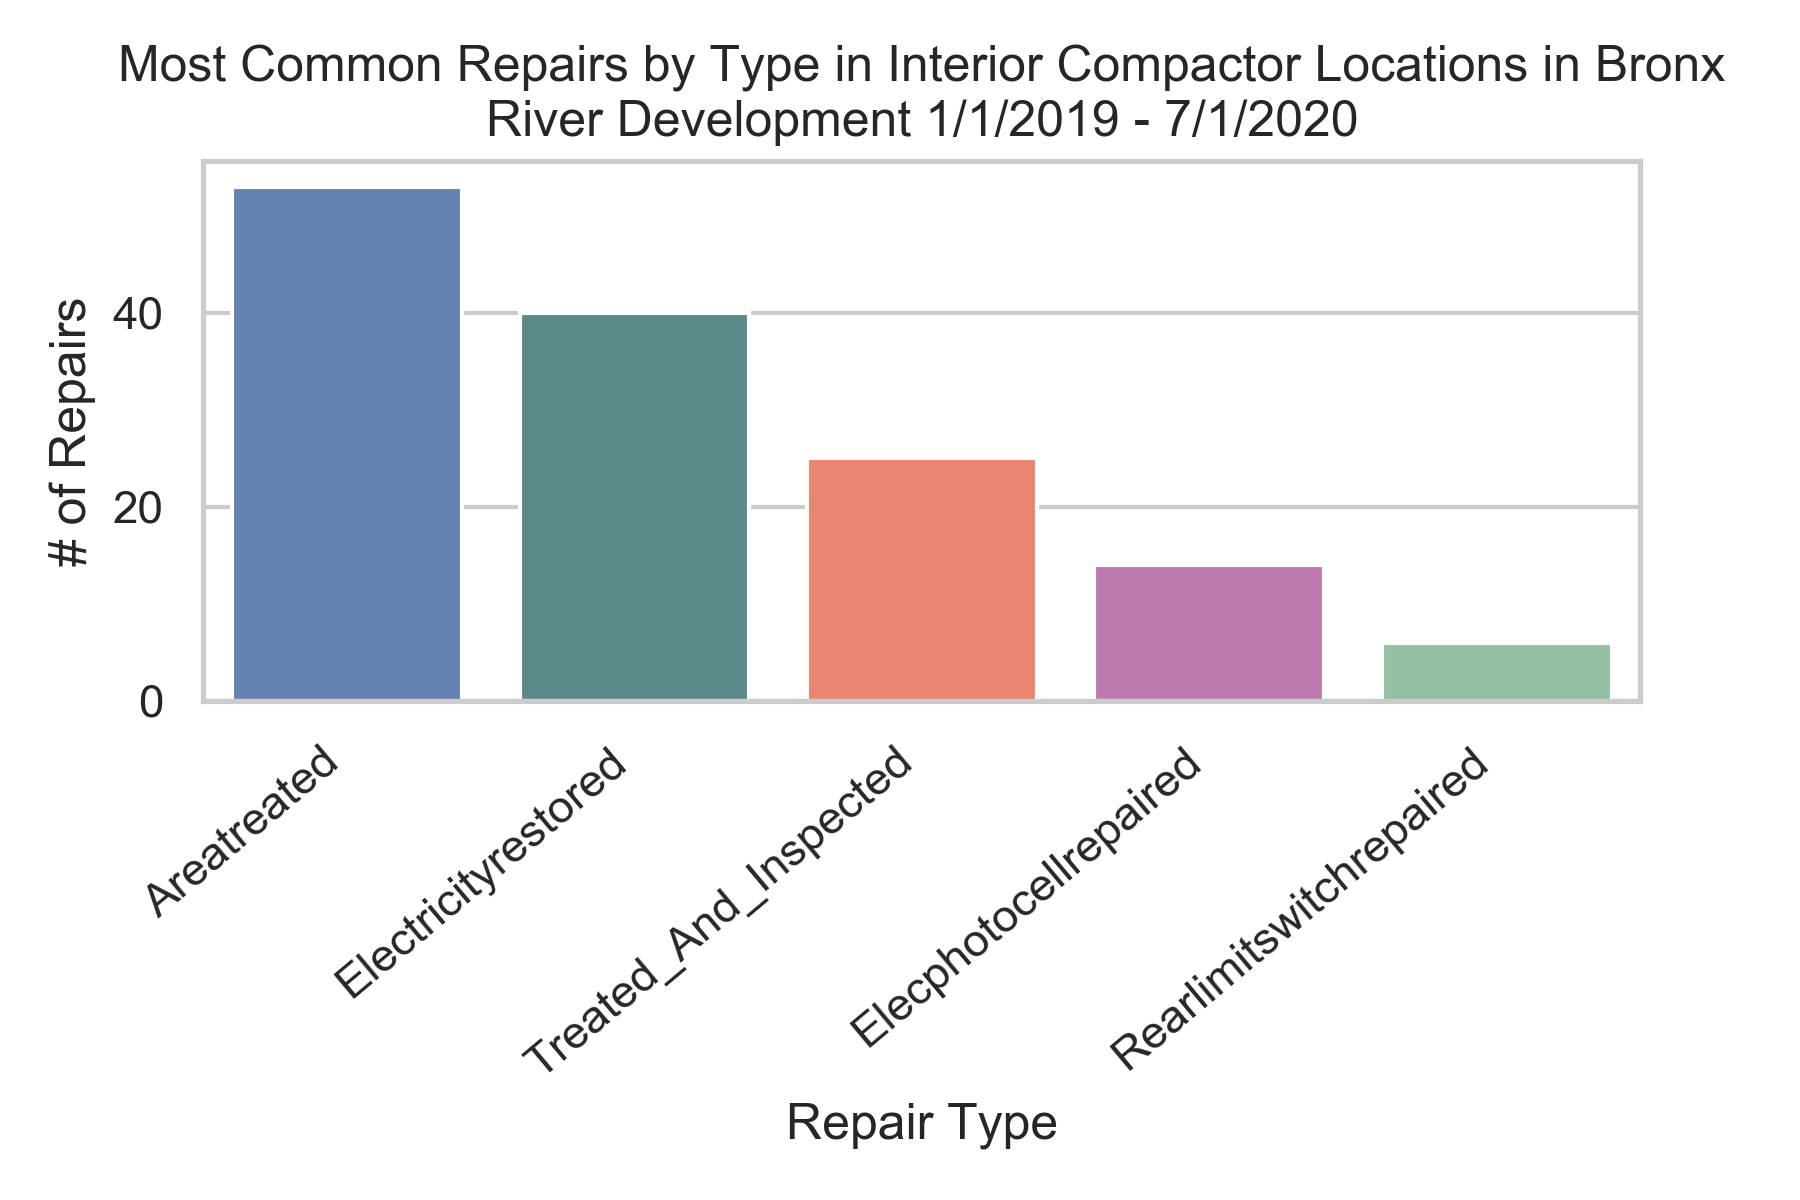 Most Common Repairs by Type in Interior Compactor Locations in Bronx
River Development 1/1/2019 - 7/1/2020
# of Repairs
40
20
0
Areatreated
Electricityrestored
Treated_And_Inspected
Elecphotocellrepaired
Rearlimitswitchrepaired
Repair Type